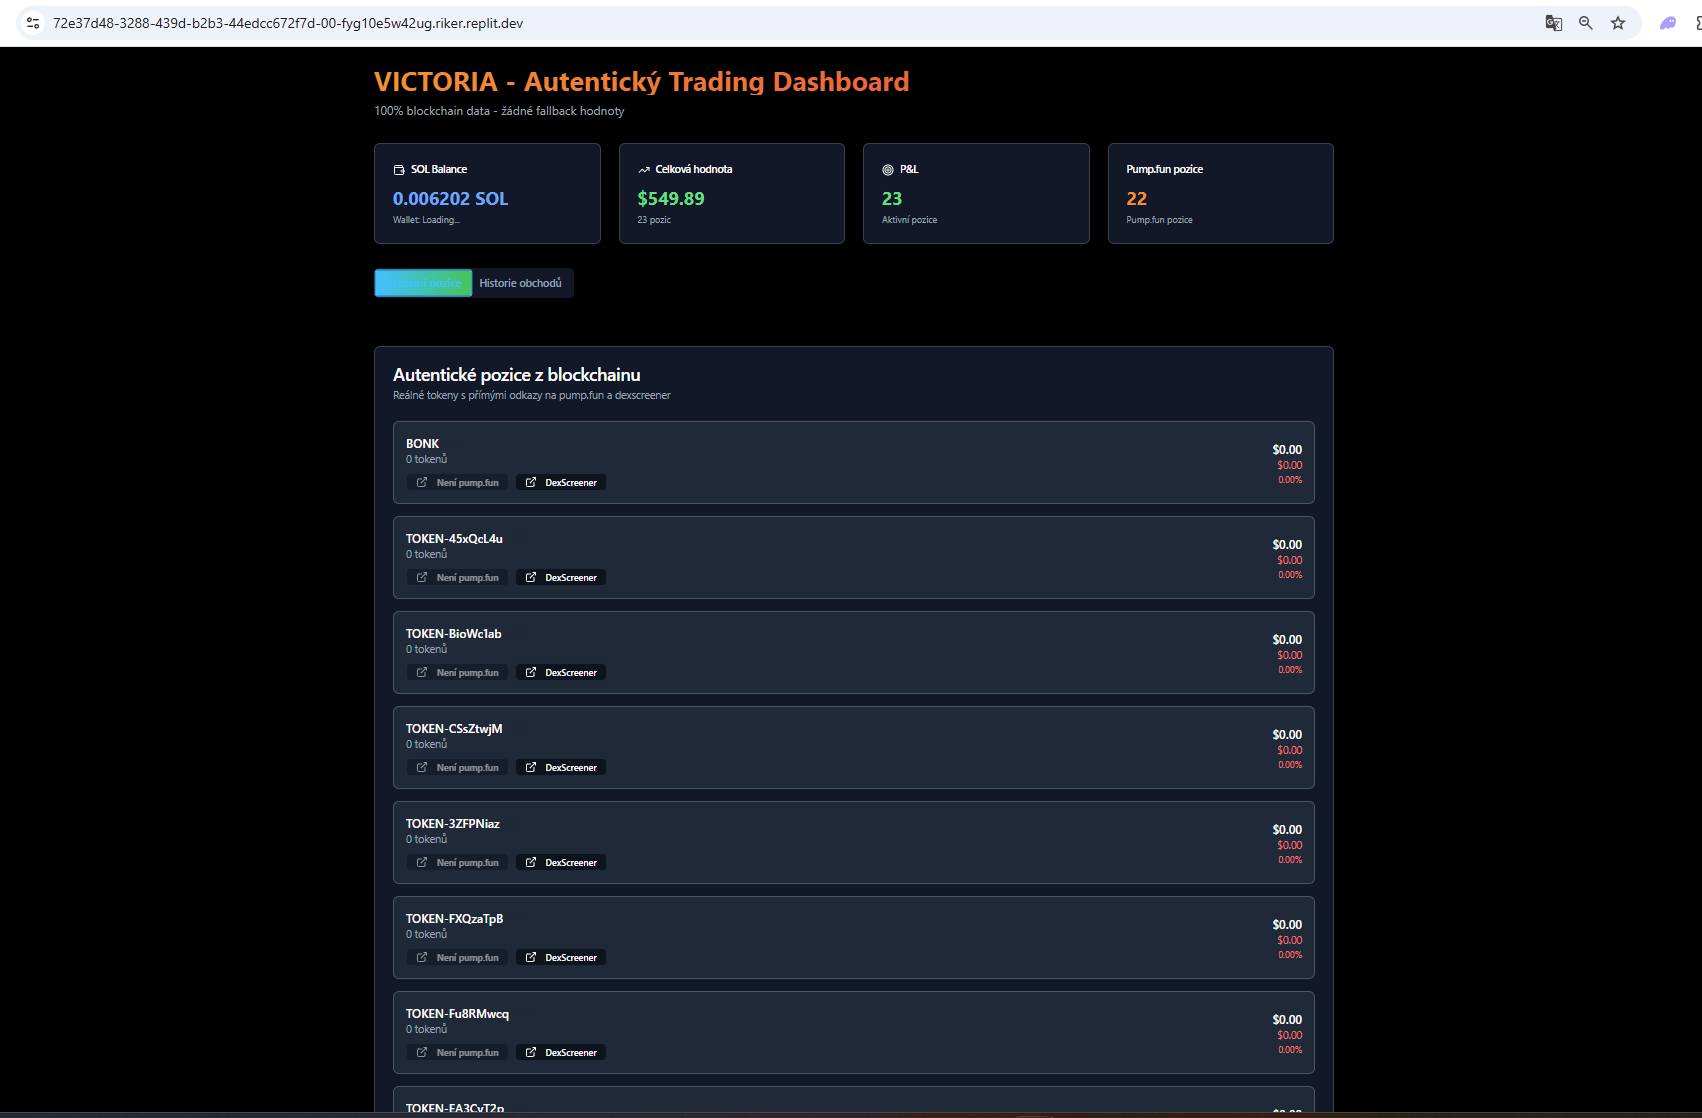 72e37d48-3288-439d-b2b3-44edcc672f7d-00-fyg10e5w42ug.riker.replit.dev
VICTORIA - Autentický Trading Dashboard
100% blockchain data - žádné fallback hodnoty
SOL Balance
0.006202 SOL
Wallet: Loading...
Celková hodnota
$549.89
23 pozic
P&L
23
Aktivní pozice
Pump.fun pozice
22
Pump.fun pozice
pozice
Historie obchodů
Autentické pozice z blockchainu
Reálné tokeny s přímými odkazy na pump.fun a dexscreener
BONK
0 tokenů
Není pump.fun DexScreener
$0.00
$0.00
0.00%
TOKEN-45xQcL4u
0 tokenů
Není pump.fun DexScreener
$0.00
$0.00
0.00%
TOKEN-BioWc1ab
0 tokenů
Není pump.fun DexScreener
$0.00
$0.00
0.00%
TOKEN-CSsZtwjM
0 tokenů
Není pump.fun DexScreener
$0.00
$0.00
0.00%
TOKEN-3ZFPNiaz
0 tokenů
Není pump.fun DexScreener
$0.00
$0.00
0.00%
TOKEN-FXQzaTpB
0 tokenů
Není pump.fun DexScreener
$0.00
$0.00
0.00%
TOKEN-Fu8RMwcq
0 tokenů
Není pump.fun DexScreener
$0.00
$0.00
0.00%
TOKEN-EA3CvT2p